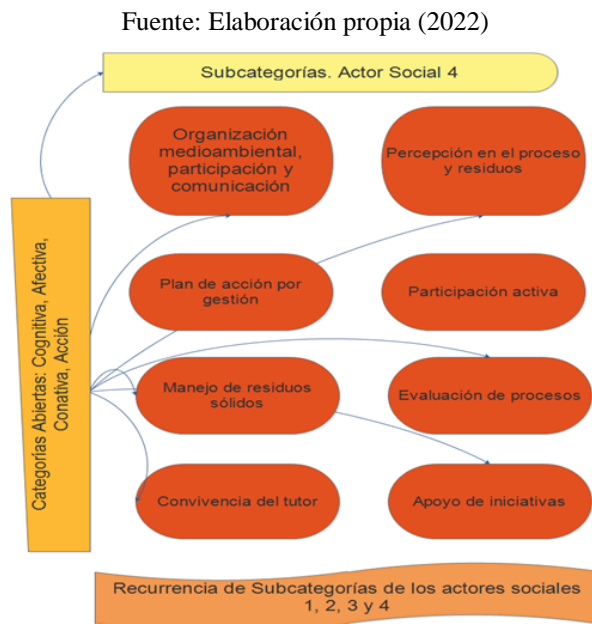 Fuente: Elaboración propia (2022)
Subcategorías. Actor Social 4
Organización
medioambiental,
participación y
comunicación
Percepción en el proceso
y residuos
Plan de acción por
gestión
Participación activa
Categorías Abiertas: Cognitiva, Afectiva,
Conativa, Acción
Manejo de residuos
sólidos
Evaluación de procesos
Convivencia del tutor
Apoyo de iniciativas
Recurrencia de Subcategorías de los actores sociales
1, 2, 3 y 4